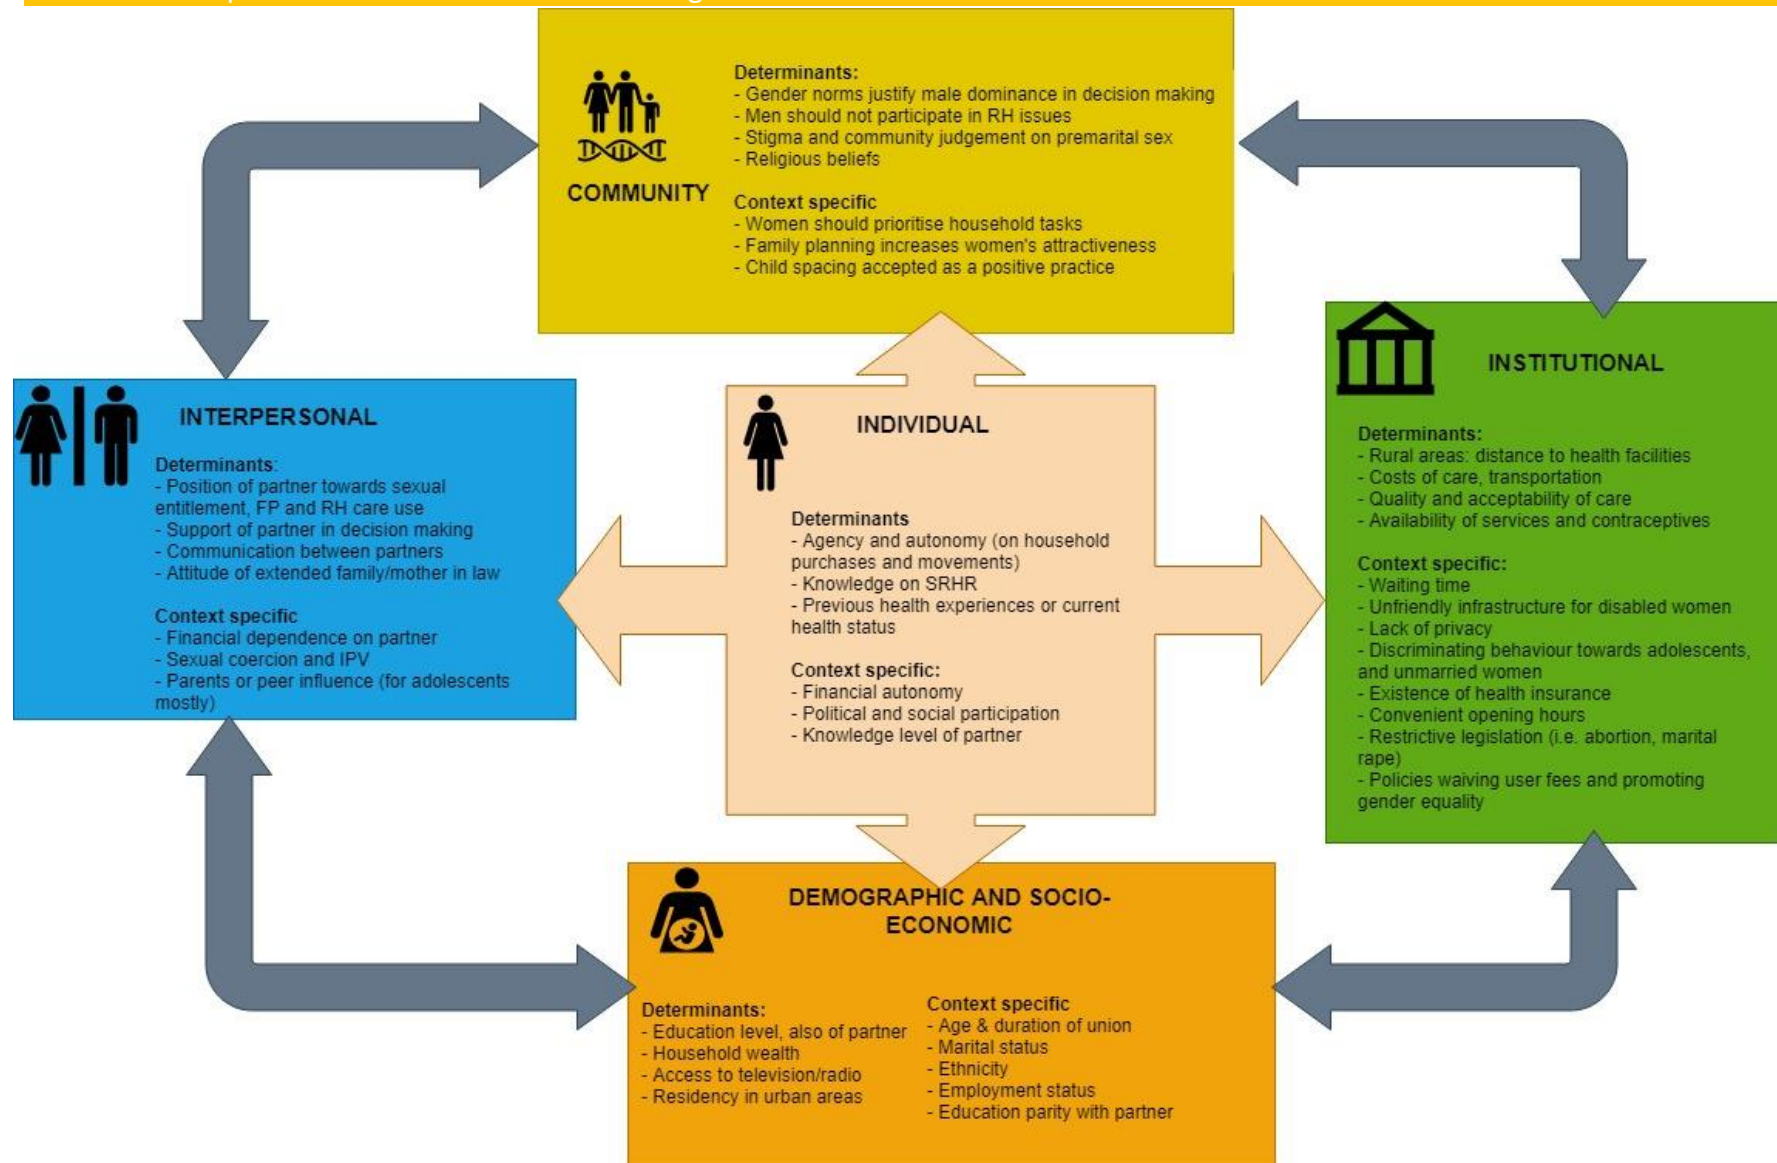 COMMUNITY
Determinants:
- Gender norms justify male dominance in decision making
- Men should not participate in RH issues
- Stigma and community judgement on premarital sex
- Religious beliefs
Context specific
- Women should prioritise household tasks
- Family planning increases women's attractiveness
- Child spacing accepted as a positive practice
INTERPERSONAL
Determinants:
- Position of partner towards sexual
entitlement, FP and RH care use
- Support of partner in decision making
- Communication between partners
- Attitude of extended family/mother in law
Context specific
- Financial dependence on partner
- Sexual coercion and IPV
- Parents or peer influence (for adolescents
mostly)
INDIVIDUAL
Determinants
- Agency and autonomy (on household
purchases and movements)
- Knowledge on SRHR
- Previous health experiences or current
health status
Context specific:
- Financial autonomy
- Political and social participation
- Knowledge level of partner
INSTITUTIONAL
Determinants:
- Rural areas: distance to health facilities
- Costs of care, transportation
- Quality and acceptability of care
- Availability of services and contraceptives
Context specific:
- Waiting time
- Unfriendly infrastructure for disabled women
- Lack of privacy
- Discriminating behaviour towards adolescents,
and unmarried women
- Existence of health insurance
- Convenient opening hours
- Restrictive legislation (i.e. abortion, marital
rape)
- Policies waiving user fees and promoting
gender equality
DEMOGRAPHIC AND SOCIO-
ECONOMIC
Determinants:
- Education level, also of partner
- Household wealth
- Access to television/radio
- Residency in urban areas
Context specific
- Age & duration of union
- Marital status
- Ethnicity
- Employment status
- Education parity with partner